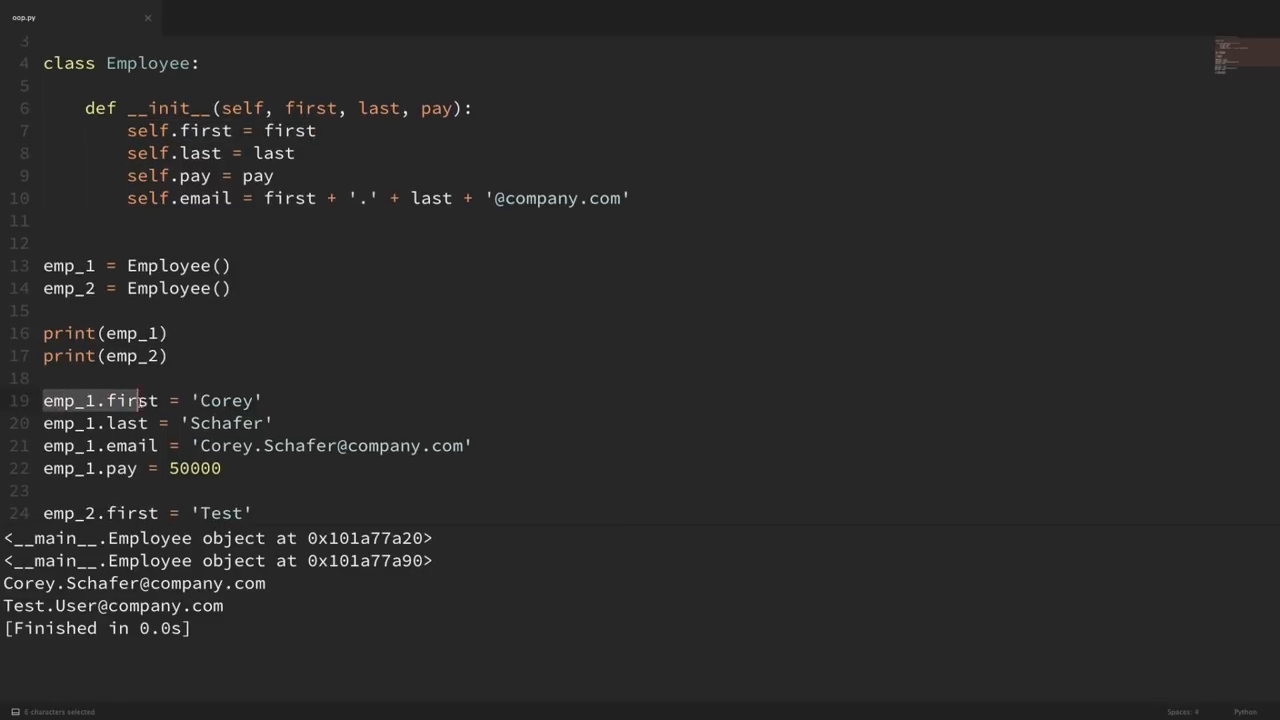 oop.py ×
3
4 class Employee:
5
6 def __init__(self, first, last, pay):
7 self.first = first
8 self.last = last
9 self.pay = pay
10 self.email = first + '.' + last + '@company.com'
11
12
13 emp_1 = Employee()
14 emp_2 = Employee()
15
16 print(emp_1)
17 print(emp_2)
18
19 emp_1.first = 'Corey'
20 emp_1.last = 'Schafer'
21 emp_1.email = 'Corey.Schafer@company.com'
22 emp_1.pay = 50000
23
24 emp_2.first = 'Test'
<__main__.Employee object at 0x101a77a20>
<__main__.Employee object at 0x101a77a90>
Corey.Schafer@company.com
Test.User@company.com
[Finished in 0.0s]
characters selected Spaces: 4 Python